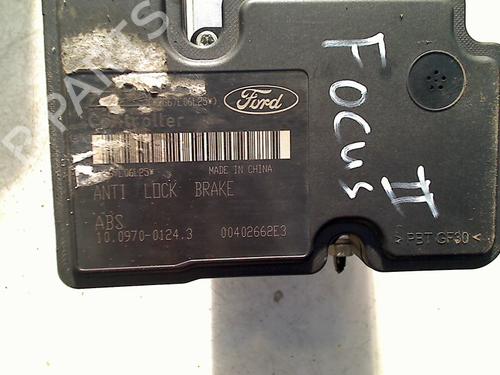 Ford
Controller
MADE IN CHINA
ANTI LOCK BRAKE
ABS
10.0970-0124.3 00402662E3
FOCUS II
> PBT GF30 <